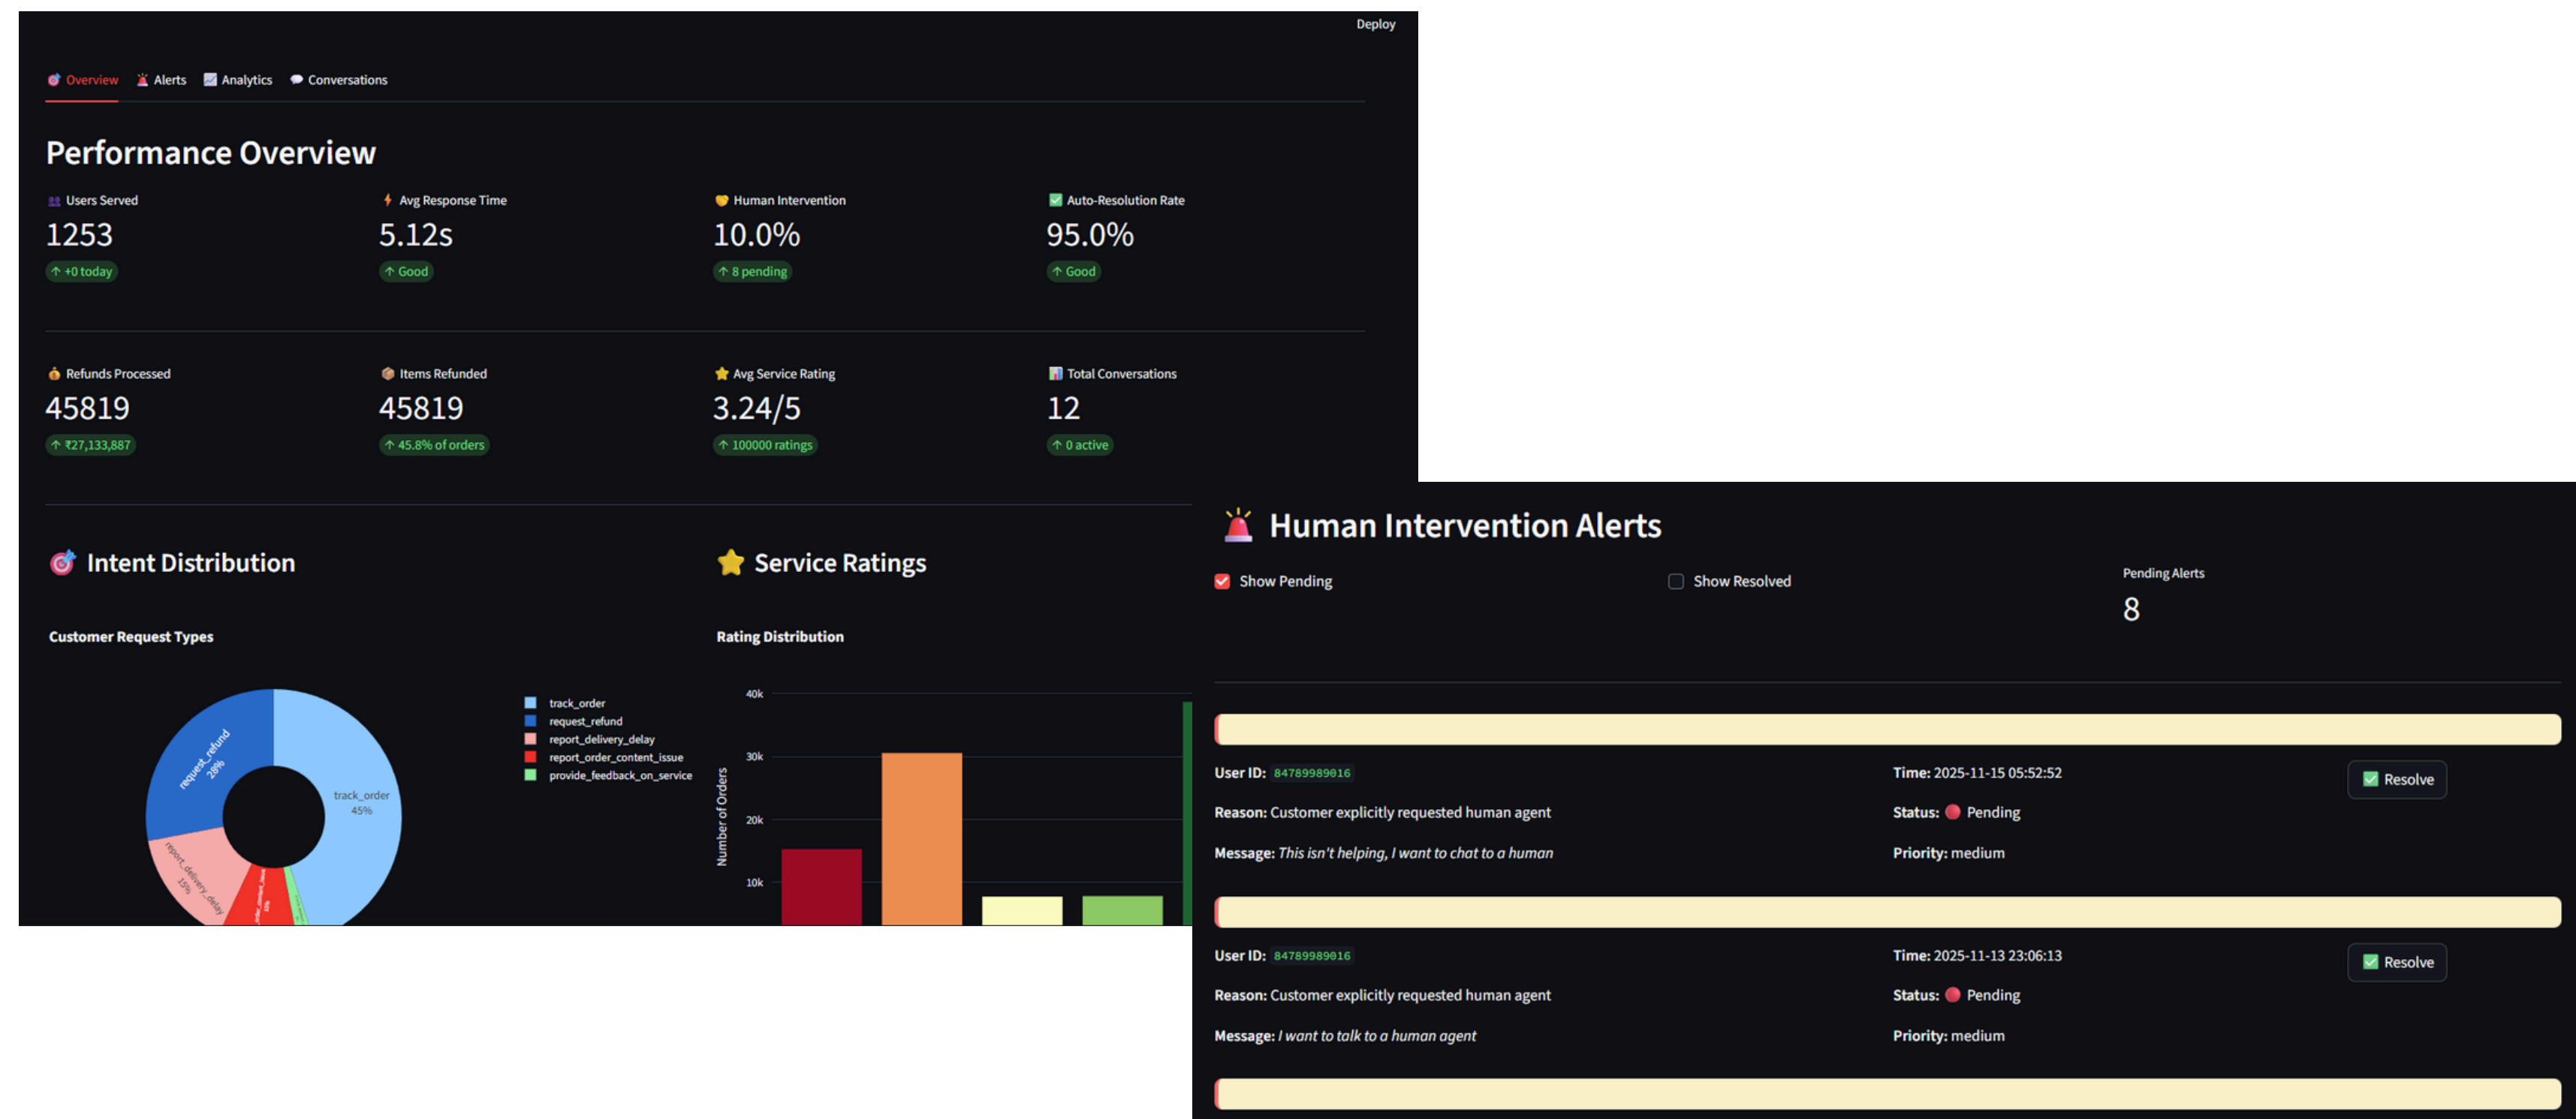 Deploy
Overview Alerts Analytics Conversations
Performance Overview
Users Served
1253
↑ +0 today
Avg Response Time
5.12s
↑ Good
Human Intervention
10.0%
↑ 8 pending
Auto-Resolution Rate
95.0%
↑ Good
Refunds Processed
45819
↑ ₹27,133,887
Items Refunded
45819
↑ 45.8% of orders
Avg Service Rating
3.24/5
↑ 100000 ratings
Total Conversations
12
↑ 0 active
Intent Distribution
Customer Request Types
request_refund
28%
track_order
45%
report_delivery_delay
15%
track_order
request_refund
report_delivery_delay
report_order_content_issue
provide_feedback_on_service
Service Ratings
Rating Distribution
Number of Orders
40k
30k
20k
10k
Human Intervention Alerts
Show Pending
Show Resolved
Pending Alerts
8
User ID: 84789989016
Time: 2025-11-15 05:52:52
Resolve
Reason: Customer explicitly requested human agent
Status: Pending
Message: This isn't helping, I want to chat to a human
Priority: medium
User ID: 84789989016
Time: 2025-11-13 23:06:13
Resolve
Reason: Customer explicitly requested human agent
Status: Pending
Message: I want to talk to a human agent
Priority: medium